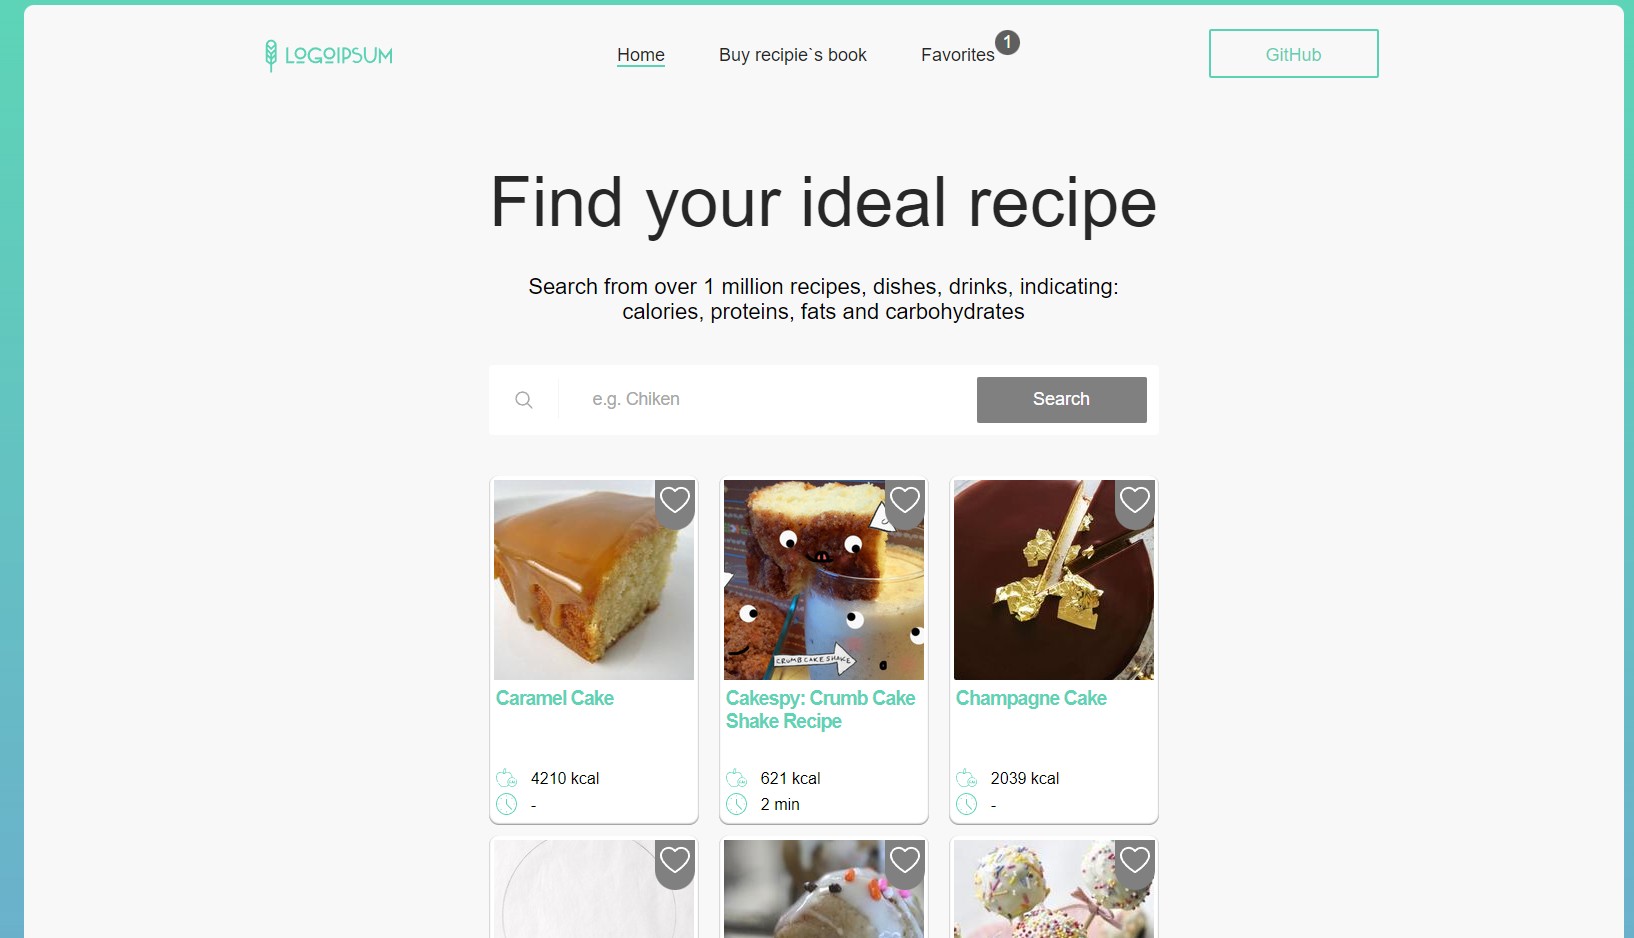 LOGOIPSUM
Home
Buy recipie`s book
Favorites
1
GitHub
Find your ideal recipe
Search from over 1 million recipes, dishes, drinks, indicating:
calories, proteins, fats and carbohydrates
e.g. Chiken
Search
CRUMB CAKE SHAKE
Caramel Cake
4210 kcal
-
Cakespy: Crumb Cake
Shake Recipe
621 kcal
2 min
Champagne Cake
2039 kcal
-